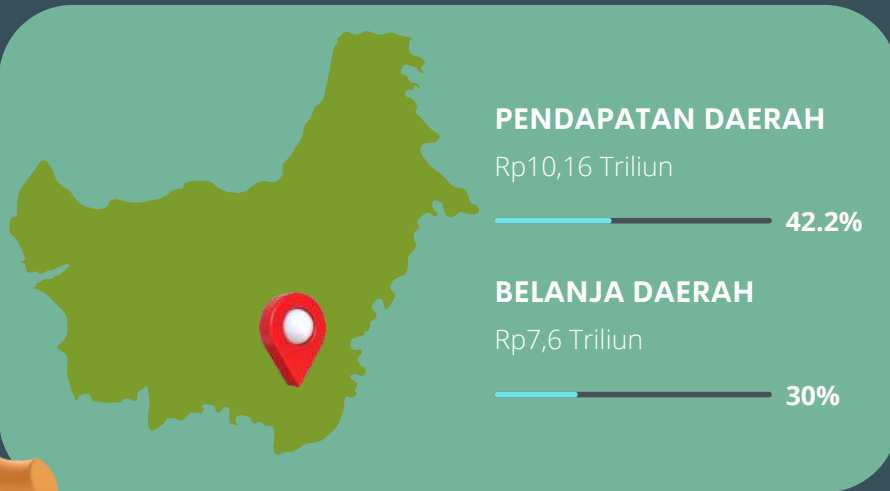 PENDAPATAN DAERAH
Rp10,16 Triliun
42.2%
BELANJA DAERAH
Rp7,6 Triliun
30%